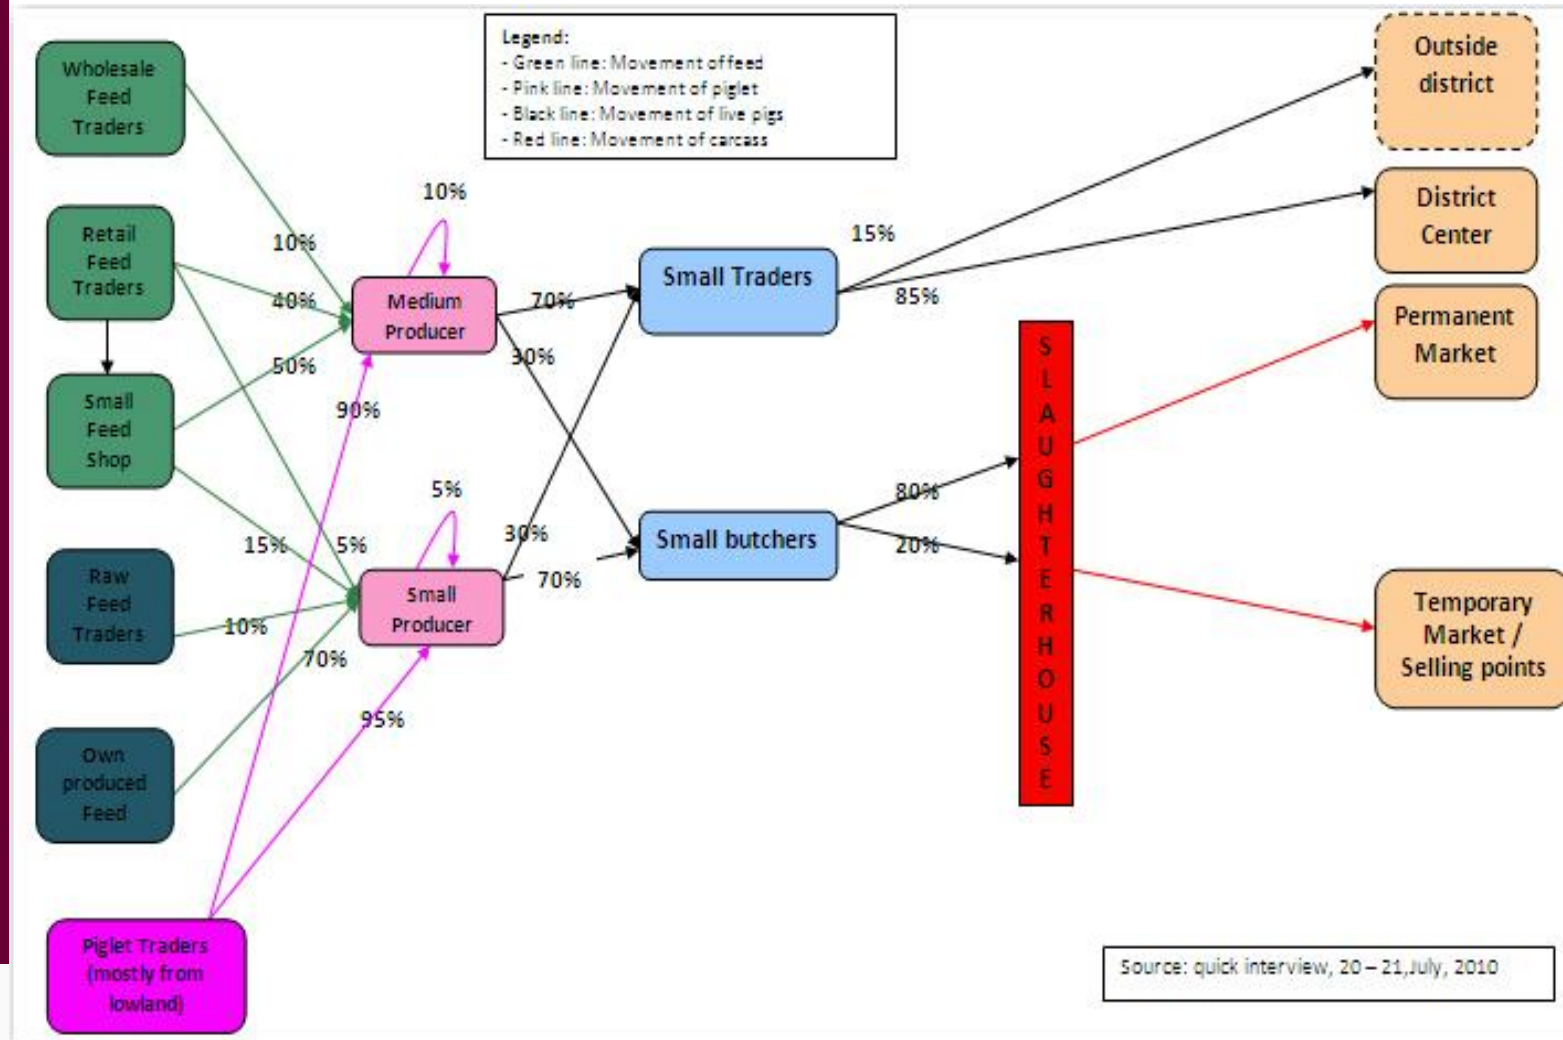 Legend:
- Green line: Movement of feed
- Pink line: Movement of piglet
- Black line: Movement of live pigs
- Red line: Movement of carcass
Wholesale
Feed
Traders
Retail
Feed
Traders
Small
Feed
Shop
Raw
Feed
Traders
Own
produced
Feed
Piglet Traders
(mostly from
lowland)
10%
10%
40%
50%
90%
5%
15%
5%
10%
70%
95%
Medium
Producer
Small
Producer
70%
30%
30%
70%
Small Traders
Small butchers
15%
85%
80%
20%
S
L
A
U
G
H
T
E
R
H
O
U
S
E
Outside
district
District
Center
Permanent
Market
Temporary
Market /
Selling points
Source: quick interview, 20 – 21,July, 2010